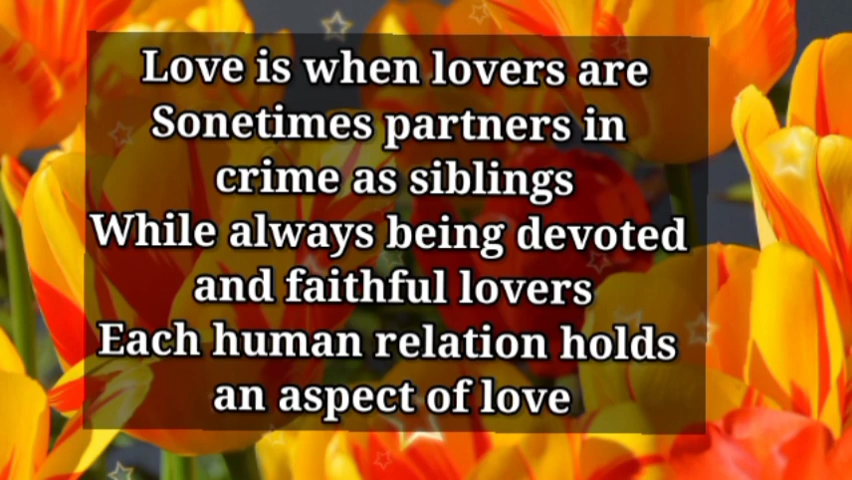 Love is when lovers are
Sonetimes partners in
crime as siblings
While always being devoted
and faithful lovers
Each human relation holds
an aspect of love